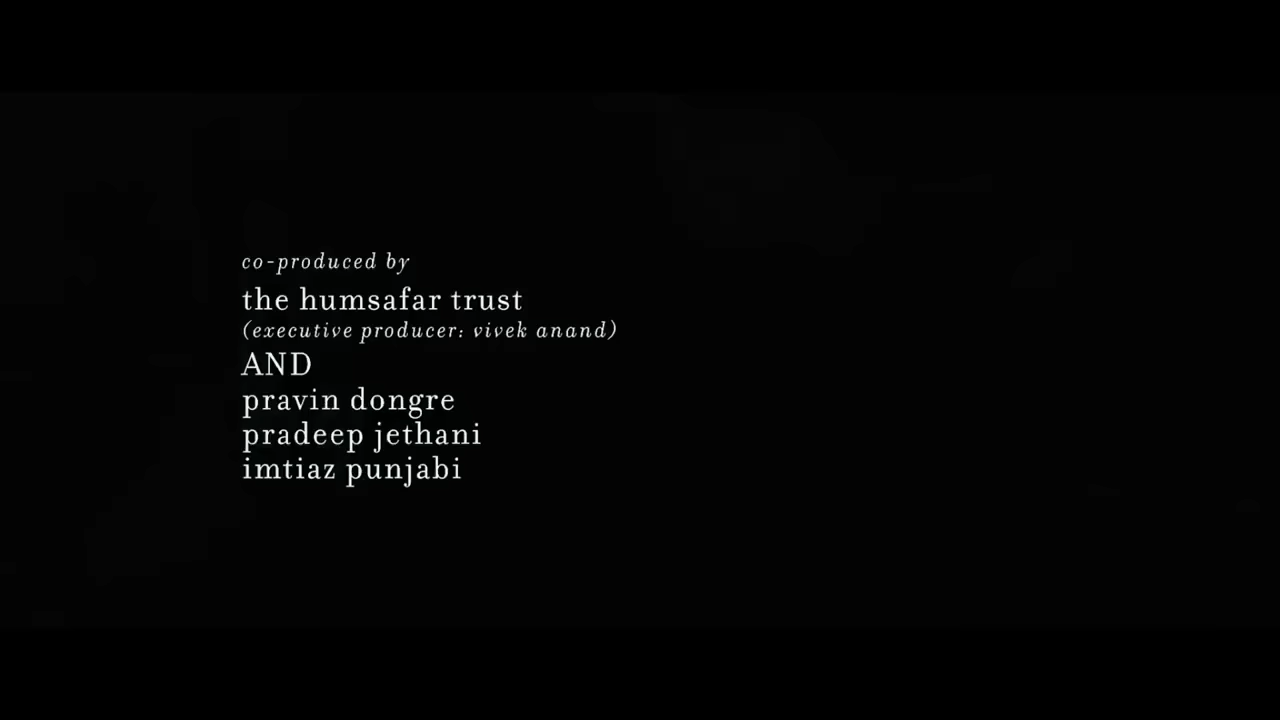 co-produced by
the humsafar trust
(executive producer: vivek anand)
AND
pravin dongre
pradeep jethani
imtiaz punjabi